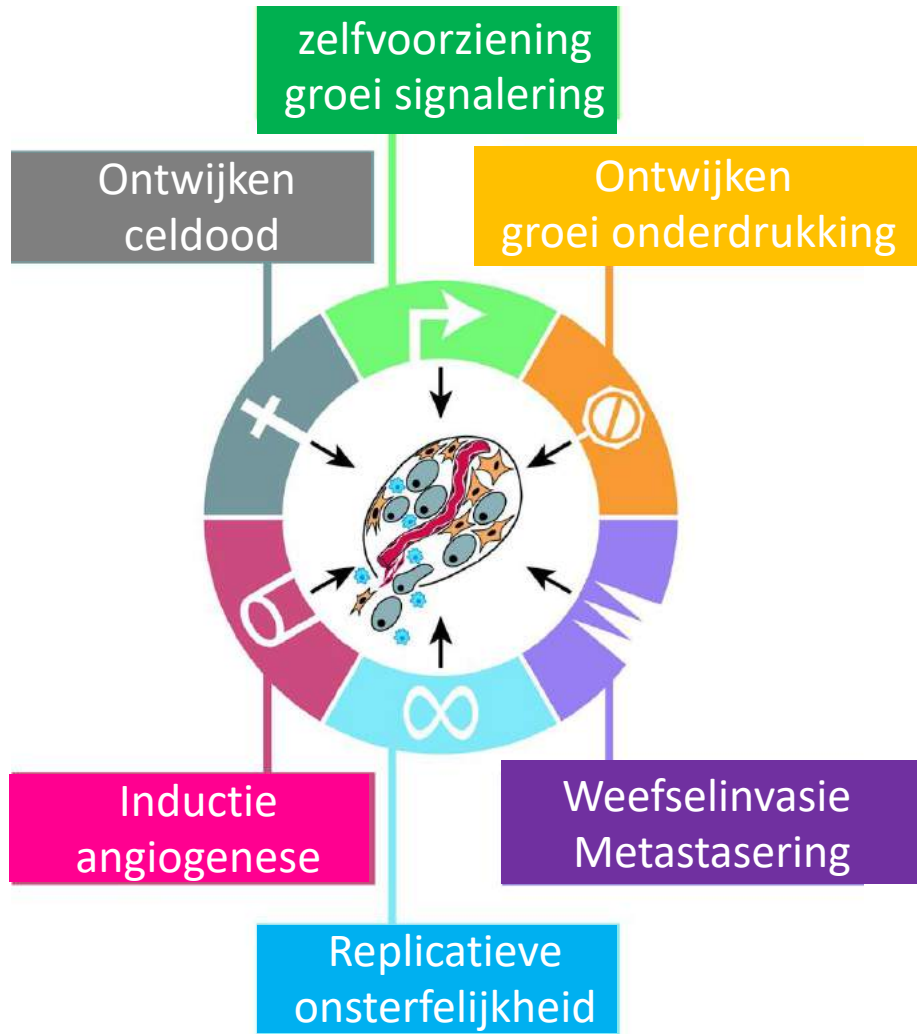 zelfvoorziening
groei signalering
Ontwijken
celdood
Ontwijken
groei onderdrukking
Inductie
angiogenese
Weefselinvasie
Metastasering
Replicatieve
onsterfelijkheid